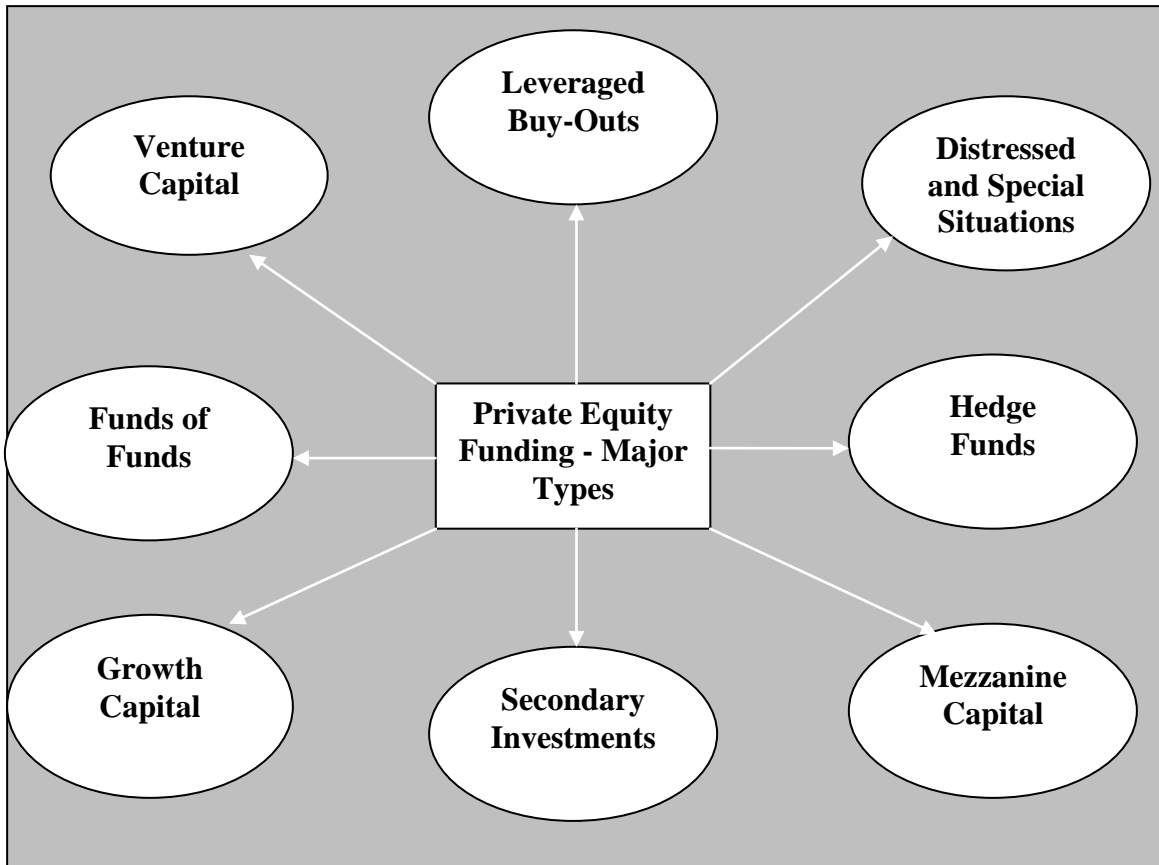 Leveraged
Buy-Outs
Venture
Capital
Distressed
and Special
Situations
Funds of
Funds
Private Equity
Funding - Major
Types
Hedge
Funds
Growth
Capital
Secondary
Investments
Mezzanine
Capital